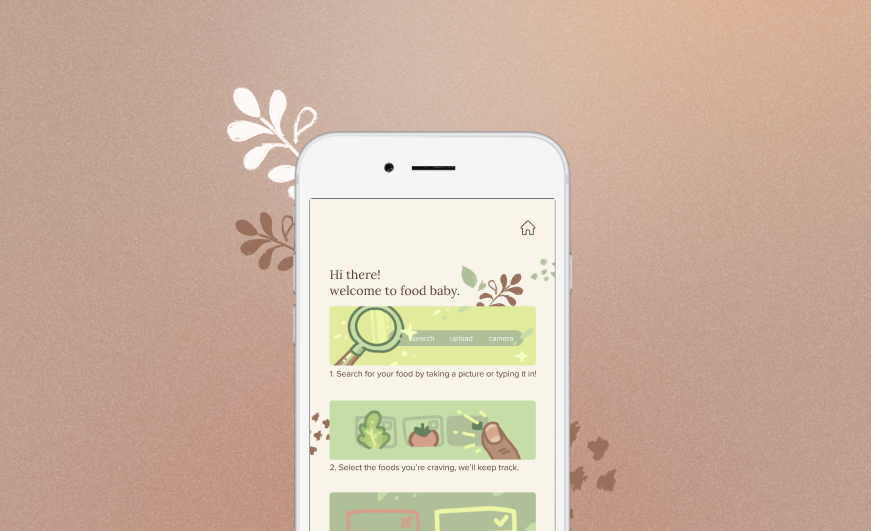 Hi there!
welcome to food baby.
search upload camera
1. Search for your food by taking a picture or typing it in!
2. Select the foods you're craving, we'll keep track.